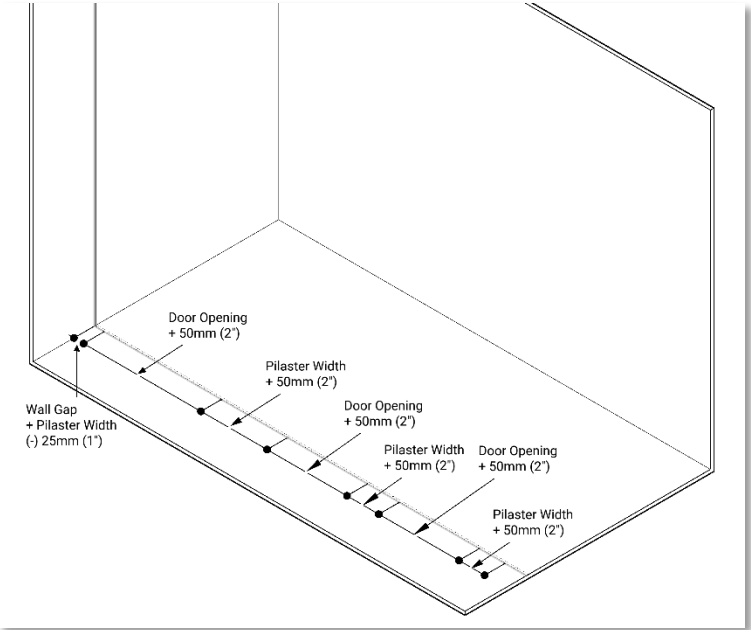 Door Opening
+ 50mm (2")
Pilaster Width
+ 50mm (2")
Wall Gap
+ Pilaster Width
(-) 25mm (1")
Door Opening
+ 50mm (2")
Pilaster Width
+ 50mm (2")
Door Opening
+ 50mm (2")
Pilaster Width
+ 50mm (2")